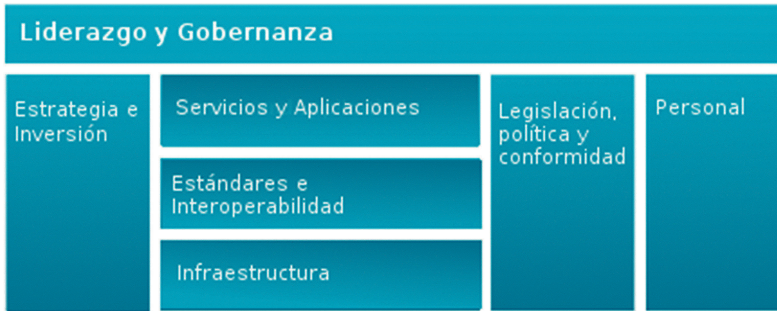 Liderazgo y Gobernanza
Estrategia e
Inversión
Servicios y Aplicaciones
Estándares e
Interoperabilidad
Infraestructura
Legislación,
política y
conformidad
Personal